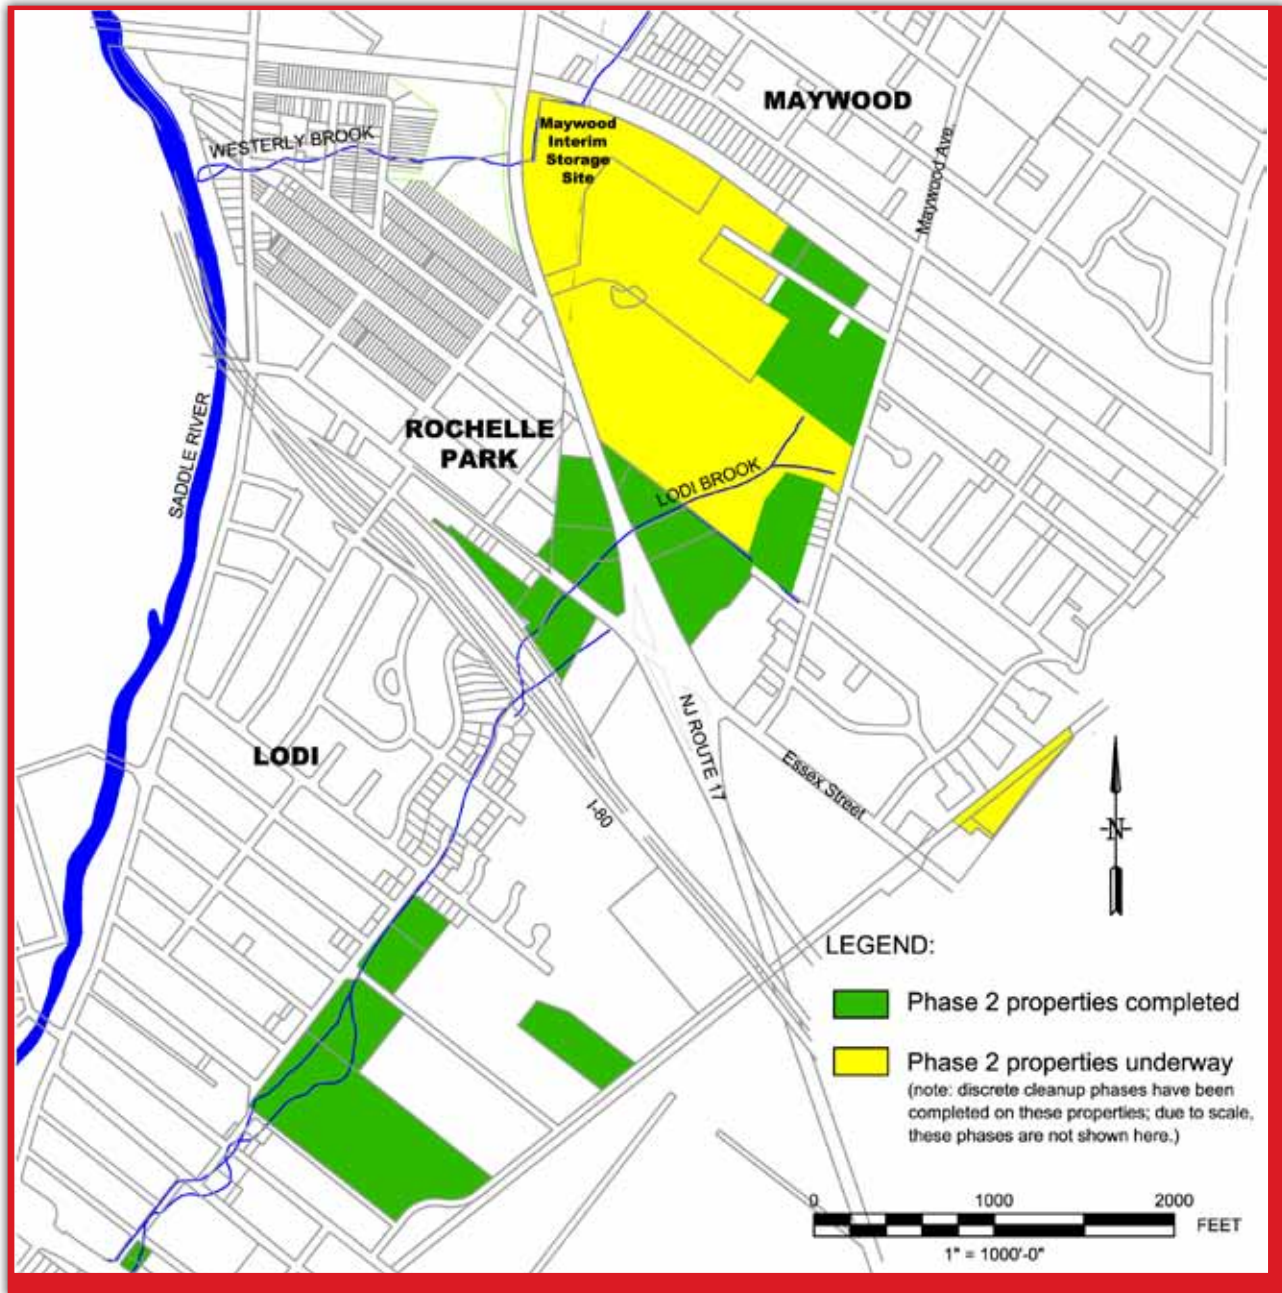 MAYWOOD
Maywood
Interim
Storage
Site
WESTERLY BROOK
Maywood Ave.
SADDLE RIVER
ROCHELLE
PARK
LODI BROOK
LODI
NJ ROUTE 17
Essex Street
I-80
N
LEGEND:
Phase 2 properties completed
Phase 2 properties underway
(note: discrete cleanup phases have been
completed on these properties; due to scale,
these phases are not shown here.)
0 1000 2000
FEET
1" = 1000'-0"